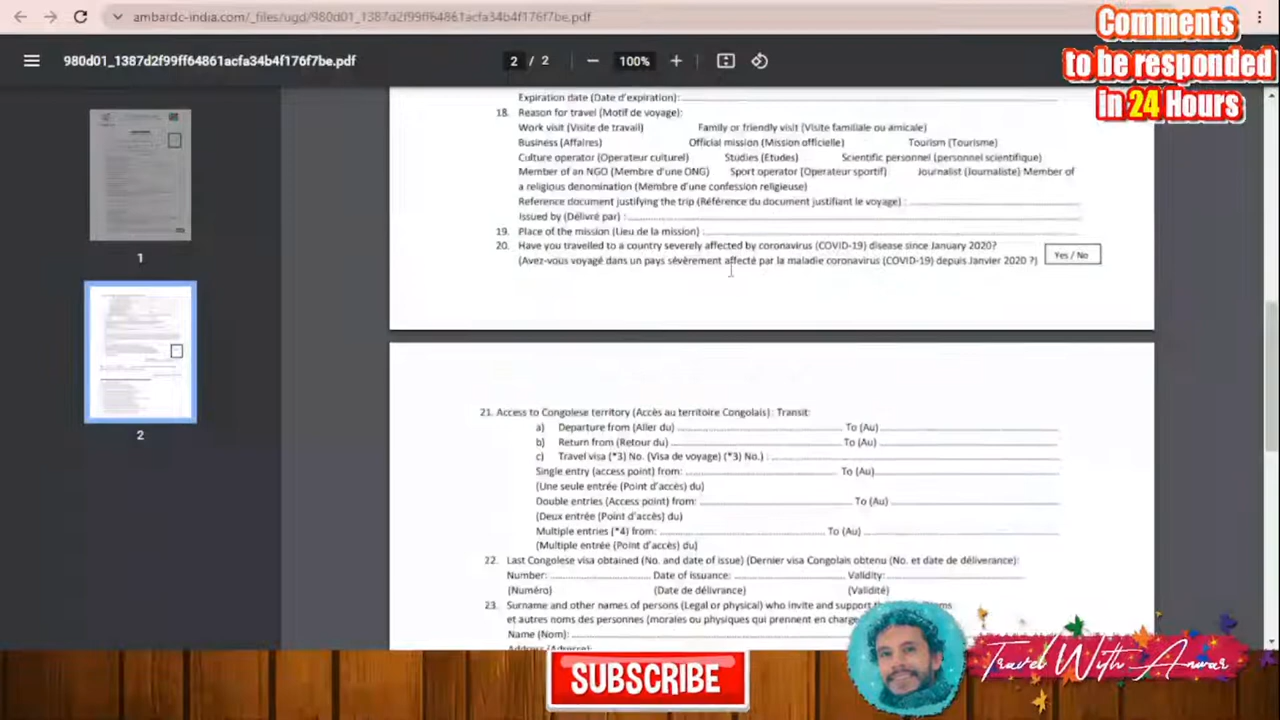 ambardc-india.com/_files/ugd/980d01_1387d2f99ff64861acfa34b4f176f7be.pdf
Comments
to be responded
in 24 Hours
980d01_1387d2f99ff64861acfa34b4f176f7be.pdf
2 / 2
100%
Expiration date (Date d'expiration):
18. Reason for travel (Motif de voyage):
Work visit (Visite de travail) Family or friendly visit (Visite familiale ou amicale)
Business (Affaires) Official mission (Mission officielle) Tourism (Tourisme)
Culture operator (Operateur culturel) Studies (Etudes) Scientific personnel (personnel scientifique)
Member of an NGO (Membre d'une ONG) Sport operator (Operateur sportif) Journalist (Journaliste) Member of
a religious denomination (Membre d'une confession religieuse)
Reference document justifying the trip (Référence du document justifiant le voyage) :
Issued by (Délivré par) :
19. Place of the mission (Lieu de la mission) :
20. Have you travelled to a country severely affected by coronavirus (COVID-19) disease since January 2020?
(Avez-vous voyagé dans un pays sévèrement affecté par la maladie coronavirus (COVID-19) depuis Janvier 2020 ?)
Yes / No
1
2
21. Access to Congolese territory (Accès au territoire Congolais) : Transit:
a) Departure from (Aller du) To (Au)
b) Return from (Retour du) To (Au)
c) Travel visa (*3) No. (Visa de voyage) (*3) No.) :
Single entry (access point) from: To (Au)
(Une seule entrée (Point d'accès) du)
Double entries (Access point) from: To (Au)
(Deux entrée (Point d'accès) du)
Multiple entries (*4) from: To (Au)
(Multiple entrée (Point d'accès) du)
22. Last Congolese visa obtained (No. and date of issue) (Dernier visa Congolais obtenu (No. et date de déliverance):
Number: Date of issuance: Validity:
(Numéro) (Date de délivrance) (Validité)
23. Surname and other names of persons (Legal or physical) who invite and support
et autres noms des personnes (morales ou physiques qui prennent en charge
Name (Nom):
SUBSCRIBE
Travel With Anwar